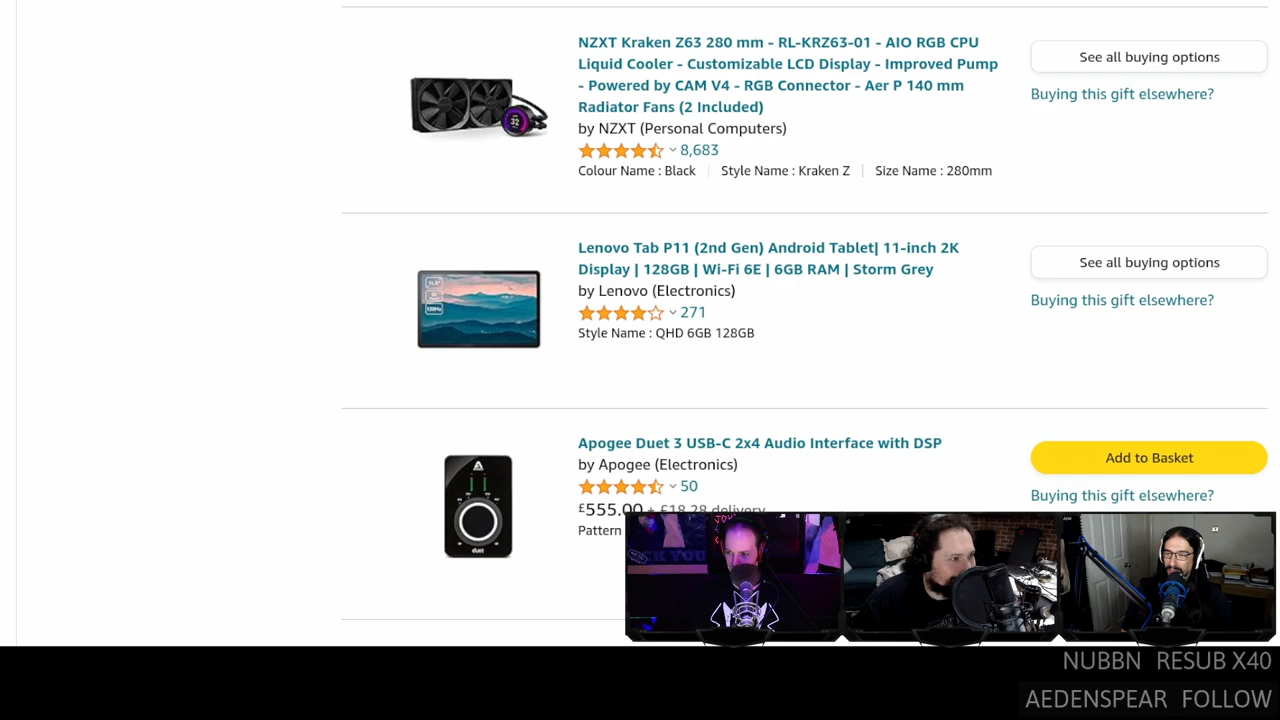 NZXT Kraken Z63 280 mm - RL-KRZ63-01 - AIO RGB CPU
Liquid Cooler - Customizable LCD Display - Improved Pump
- Powered by CAM V4 - RGB Connector - Aer P 140 mm
Radiator Fans (2 Included)
by NZXT (Personal Computers)
8,683
Colour Name : Black
Style Name : Kraken Z
Size Name : 280mm
See all buying options
Buying this gift elsewhere?
32
Lenovo Tab P11 (2nd Gen) Android Tablet| 11-inch 2K
Display | 128GB | Wi-Fi 6E | 6GB RAM | Storm Grey
by Lenovo (Electronics)
271
Style Name : QHD 6GB 128GB
See all buying options
Buying this gift elsewhere?
Apogee Duet 3 USB-C 2x4 Audio Interface with DSP
by Apogee (Electronics)
50
£555.00 + £18.28 delivery
Pattern
Add to Basket
Buying this gift elsewhere?
duet
NUBBN RESUB X40
AEDENSPEAR FOLLOW